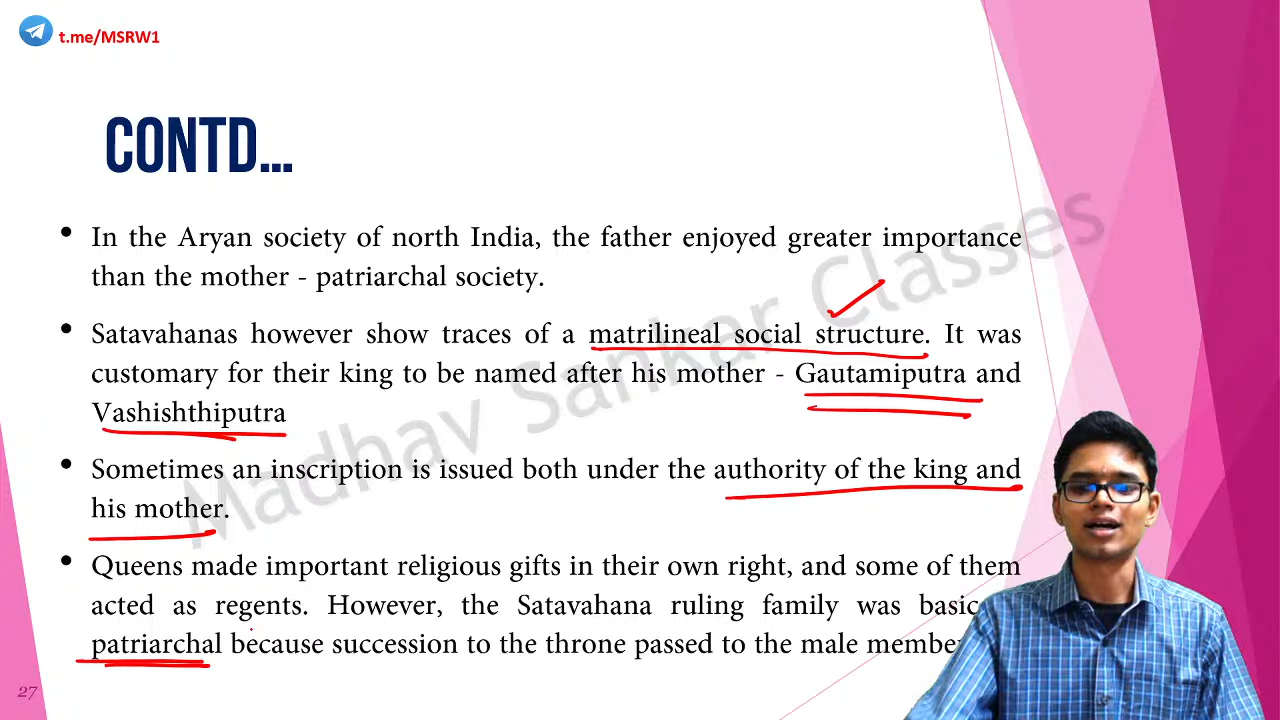 t.me/MSRW1
CONTD...
• In the Aryan society of north India, the father enjoyed greater importance
than the mother - patriarchal society.
• Satavahanas however show traces of a matrilineal social structure. It was
customary for their king to be named after his mother - Gautamiputra and
Vashishthiputra
• Sometimes an inscription is issued both under the authority of the king and
his mother.
• Queens made important religious gifts in their own right, and some of them
acted as regents. However, the Satavahana ruling family was
patriarchal because succession to the throne passed to the male
27
Madhav Sankar Classes